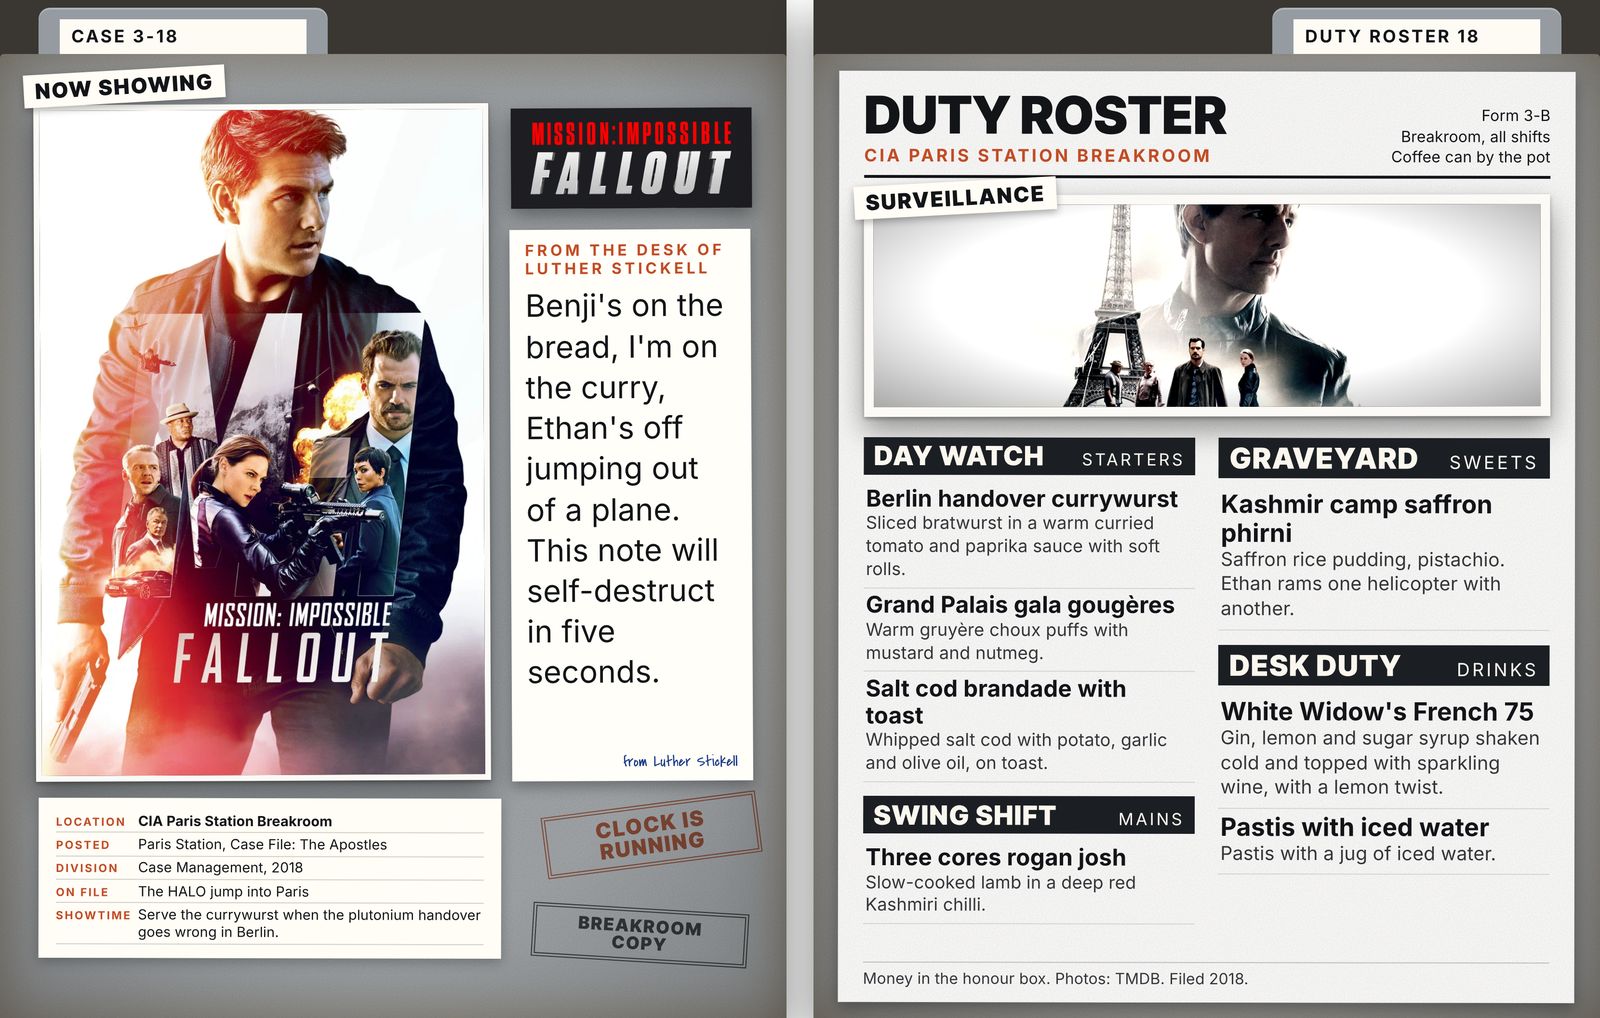 CASE 3-18
NOW SHOWING
MISSION: IMPOSSIBLE
FALLOUT
MISSION:IMPOSSIBLE
FALLOUT
FROM THE DESK OF
LUTHER STICKELL
Benji's on the
bread, I'm on
the curry,
Ethan's off
jumping out
of a plane.
This note will
self-destruct
in five
seconds.
from Luther Stickell
LOCATION CIA Paris Station Breakroom
POSTED Paris Station, Case File: The Apostles
DIVISION Case Management, 2018
ON FILE The HALO jump into Paris
SHOWTIME Serve the currywurst when the plutonium handover
goes wrong in Berlin.
CLOCK IS
RUNNING
BREAKROOM
COPY
DUTY ROSTER 18
DUTY ROSTER
CIA PARIS STATION BREAKROOM
Form 3-B
Breakroom, all shifts
Coffee can by the pot
SURVEILLANCE
DAY WATCH STARTERS
Berlin handover currywurst
Sliced bratwurst in a warm curried
tomato and paprika sauce with soft
rolls.
Grand Palais gala gougères
Warm gruyère choux puffs with
mustard and nutmeg.
Salt cod brandade with
toast
Whipped salt cod with potato, garlic
and olive oil, on toast.
SWING SHIFT MAINS
Three cores rogan josh
Slow-cooked lamb in a deep red
Kashmiri chilli.
GRAVEYARD SWEETS
Kashmir camp saffron
phirni
Saffron rice pudding, pistachio.
Ethan rams one helicopter with
another.
DESK DUTY DRINKS
White Widow's French 75
Gin, lemon and sugar syrup shaken
cold and topped with sparkling
wine, with a lemon twist.
Pastis with iced water
Pastis with a jug of iced water.
Money in the honour box. Photos: TMDB. Filed 2018.